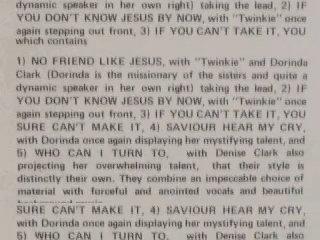 dynamic speaker in her own right) taking the lead, 2) IF
YOU DON'T KNOW JESUS BY NOW, with "Twinkie" once
again stepping out front, 3) IF YOU CAN'T TAKE IT, YOU
which contains
1) NO FRIEND LIKE JESUS, with "Twinkie" and Dorinda
Clark (Dorinda is the missionary of the sisters and quite a
dynamic speaker in her own right) taking the lead, 2) IF
YOU DON'T KNOW JESUS BY NOW, with "Twinkie" once
again stepping out front, 3) IF YOU CAN'T TAKE IT, YOU
SURE CAN'T MAKE IT, 4) SAVIOUR HEAR MY CRY,
with Dorinda once again displaying her mystifying talent, and
5) WHO CAN I TURN TO, with Denise Clark also
projecting her overwhelming talent, that their style is
distinctly their own. They combine an impeccable choice of
material with forceful and anointed vocals and beautiful
SURE CAN'T MAKE IT, 4) SAVIOUR HEAR MY CRY,
with Dorinda once again displaying her mystifying talent, and
5) WHO CAN I TURN TO, with Denise Clark also